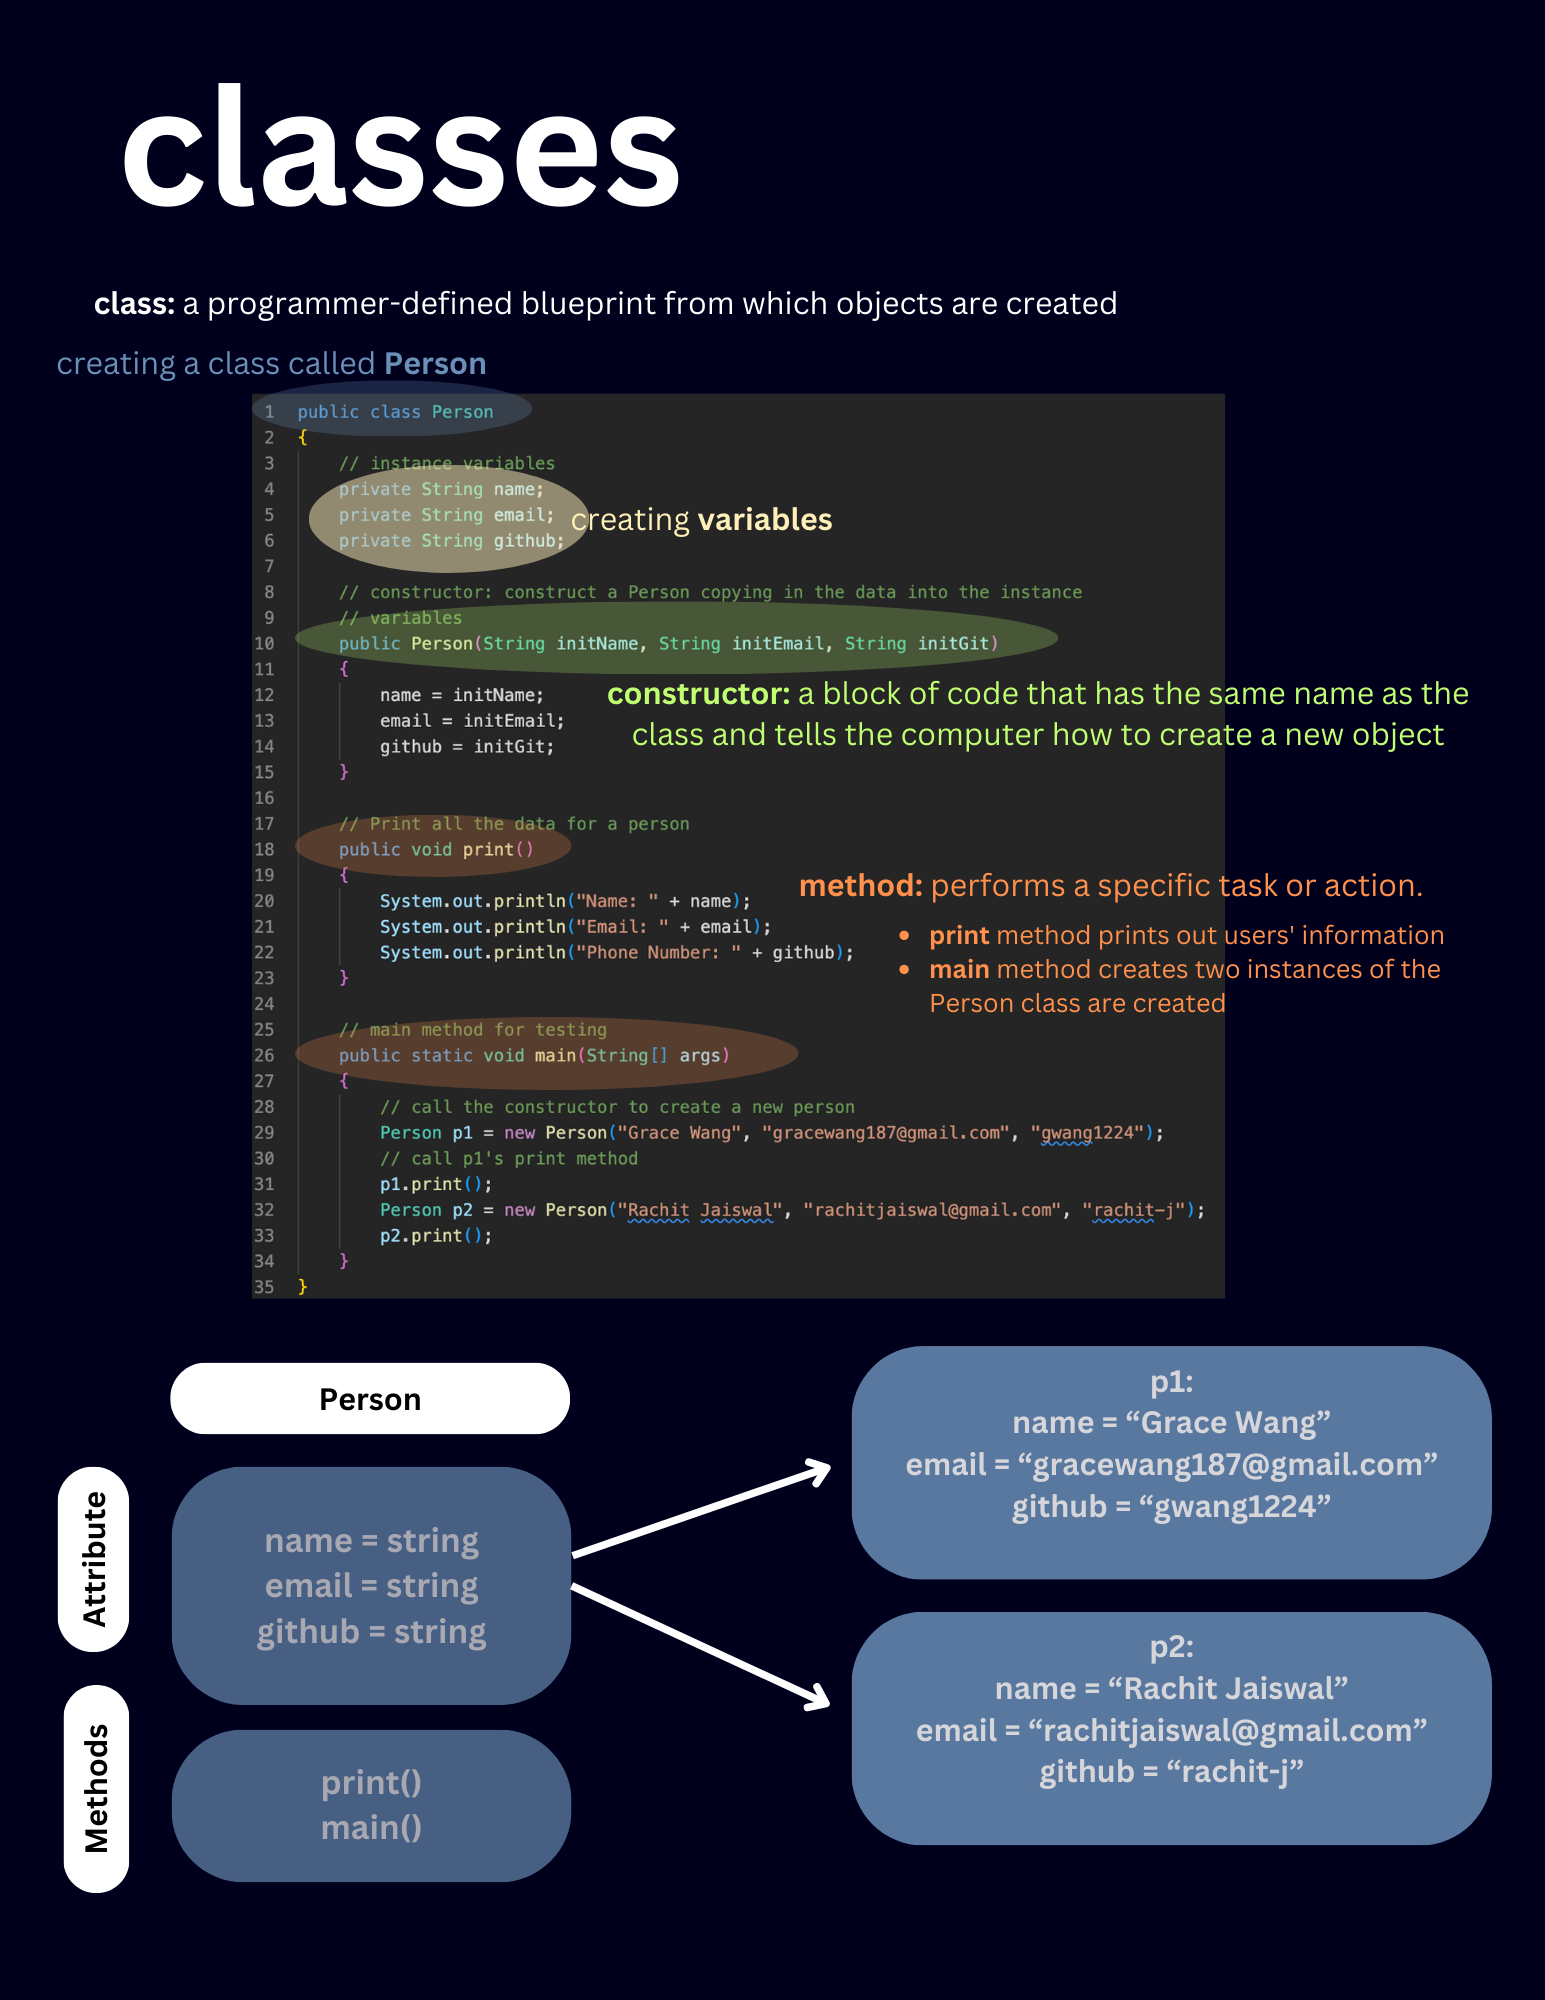 classes
class: a programmer-defined blueprint from which objects are created
creating a class called Person
1 public class Person
2 {
3 // instance variables
4 private String name;
5 private String email;
6 private String github;
creating variables
7
8 // constructor: construct a Person copying in the data into the instance
9 // variables
10 public Person(String initName, String initEmail, String initGit)
11 {
12 name = initName;
13 email = initEmail;
14 github = initGit;
15 }
constructor: a block of code that has the same name as the
class and tells the computer how to create a new object
16
17 // Print all the data for a person
18 public void print()
19 {
20 System.out.println("Name: " + name);
21 System.out.println("Email: " + email);
22 System.out.println("Phone Number: " + github);
23 }
method: performs a specific task or action.
• print method prints out users' information
• main method creates two instances of the
Person class are created
24
25 // main method for testing
26 public static void main(String[] args)
27 {
28 // call the constructor to create a new person
29 Person p1 = new Person("Grace Wang", "gracewang187@gmail.com", "gwang1224");
30 // call p1's print method
31 p1.print();
32 Person p2 = new Person("Rachit Jaiswal", "rachitjaiswal@gmail.com", "rachit-j");
33 p2.print();
34 }
35 }
Person
Attribute
name = string
email = string
github = string
Methods
print()
main()
p1:
name = “Grace Wang”
email = “gracewang187@gmail.com”
github = “gwang1224”
p2:
name = “Rachit Jaiswal”
email = “rachitjaiswal@gmail.com”
github = “rachit-j”